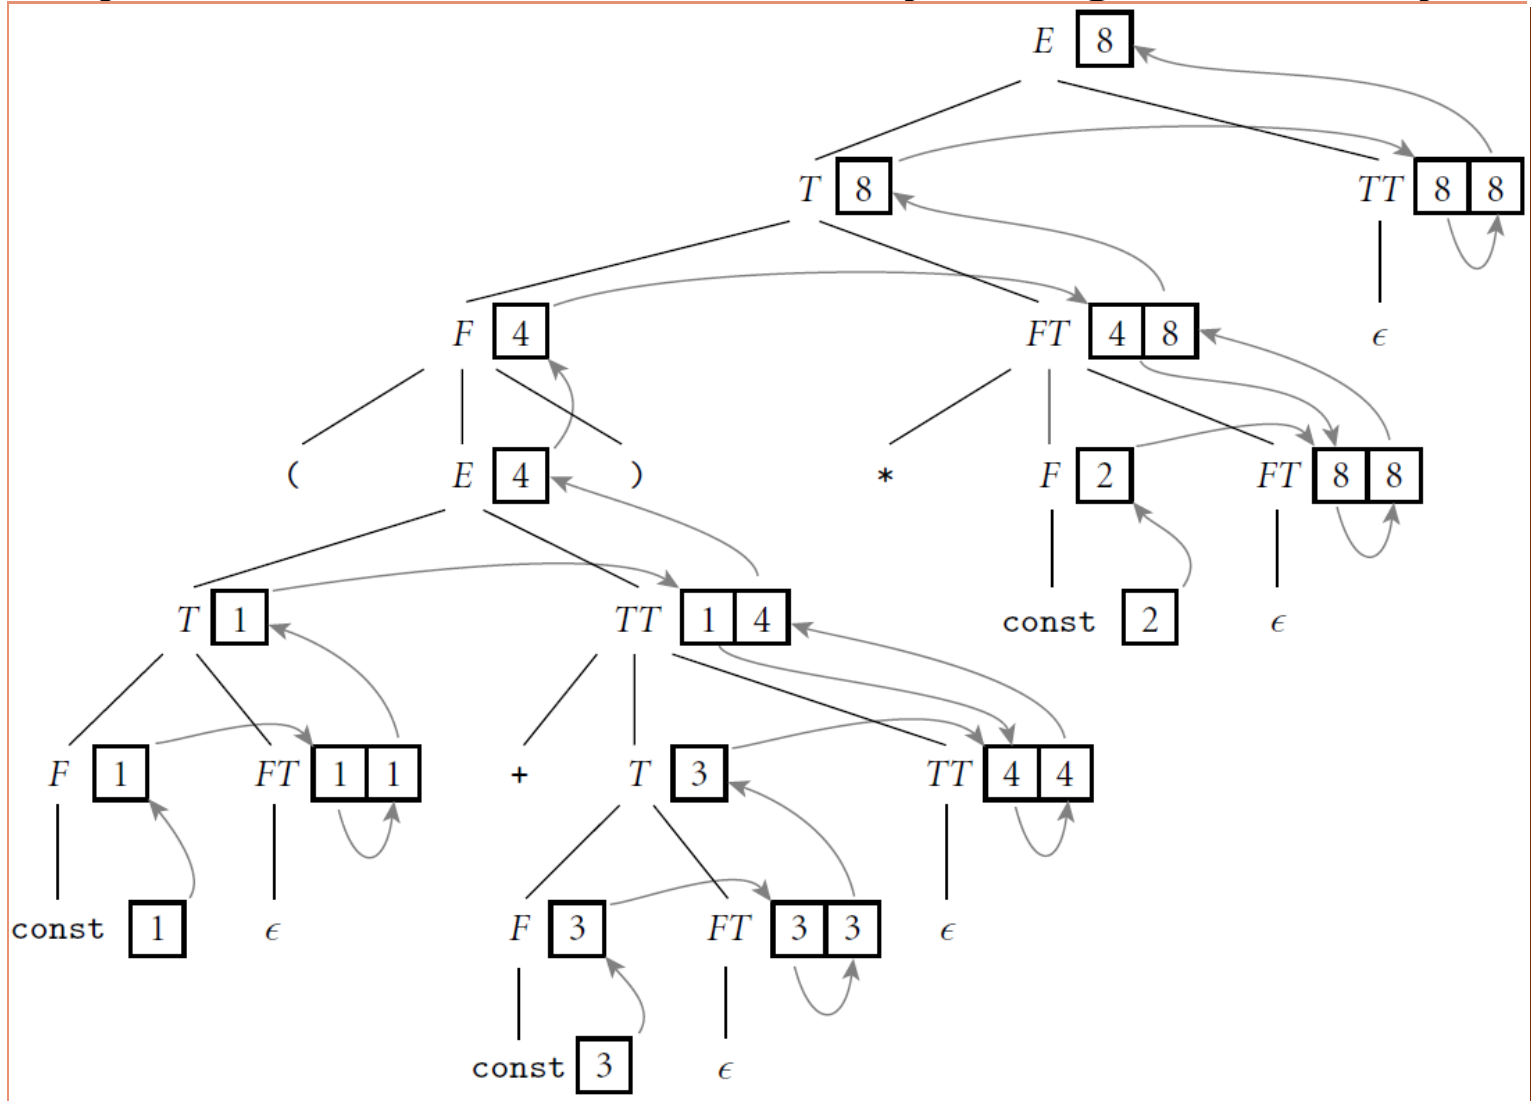 E 8
T 8 TT 8 8
F 4 FT 4 8 ϵ
( E 4 ) * F 2 FT 8 8
T 1 TT 1 4 const 2 ϵ
F 1 FT 1 1 + T 3 TT 4 4
const 1 ϵ F 3 FT 3 3 ϵ
const 3 ϵ